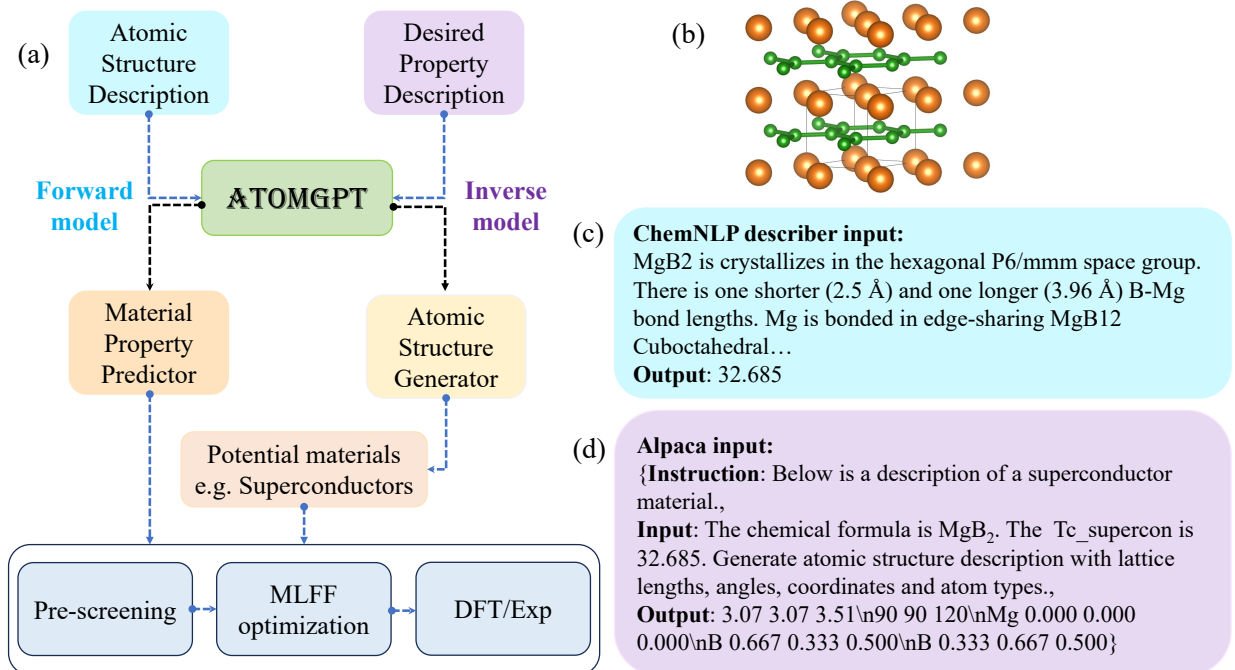 (a)
Atomic
Structure
Description
Desired
Property
Description
Forward
model
ATOMGPT
Inverse
model
Material
Property
Predictor
Atomic
Structure
Generator
Potential materials
e.g. Superconductors
Pre-screening
MLFF
optimization
DFT/Exp
(b)
(c)
ChemNLP describer input:
MgB2 is crystallizes in the hexagonal P6/mmm space group.
There is one shorter (2.5 Å) and one longer (3.96 Å) B-Mg
bond lengths. Mg is bonded in edge-sharing MgB12
Cuboctahedral…
Output: 32.685
(d)
Alpaca input:
{Instruction: Below is a description of a superconductor
material.,
Input: The chemical formula is MgB₂. The Tc_supercon is
32.685. Generate atomic structure description with lattice
lengths, angles, coordinates and atom types.,
Output: 3.07 3.07 3.51\n90 90 120\nMg 0.000 0.000
0.000\nB 0.667 0.333 0.500\nB 0.333 0.667 0.500}